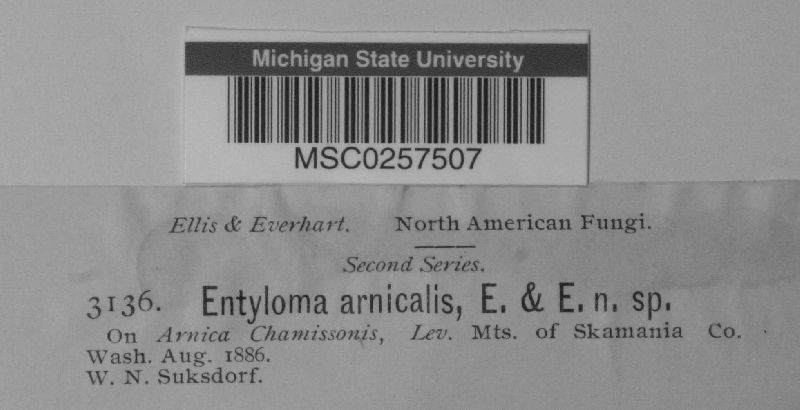 Michigan State University
MSC0257507
Ellis & Everhart. North American Fungi.
Second Series.
3136. Entyloma arnicalis, E. & E. n. sp.
On Arnica Chamissonis, Lev. Mts. of Skamania Co.
Wash. Aug. 1886.
W. N. Suksdorf.